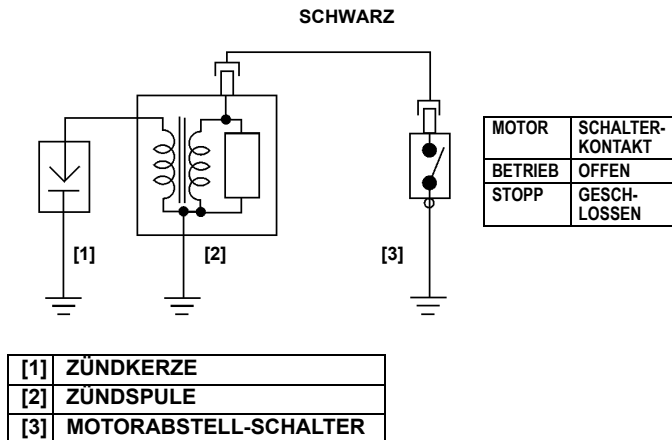 SCHWARZ
MOTOR SCHALTER-
KONTAKT
BETRIEB OFFEN
STOPP GESCH-
LOSSEN
[1] [2] [3]
[1] ZÜNDKERZE
[2] ZÜNDSPULE
[3] MOTORABSTELL-SCHALTER